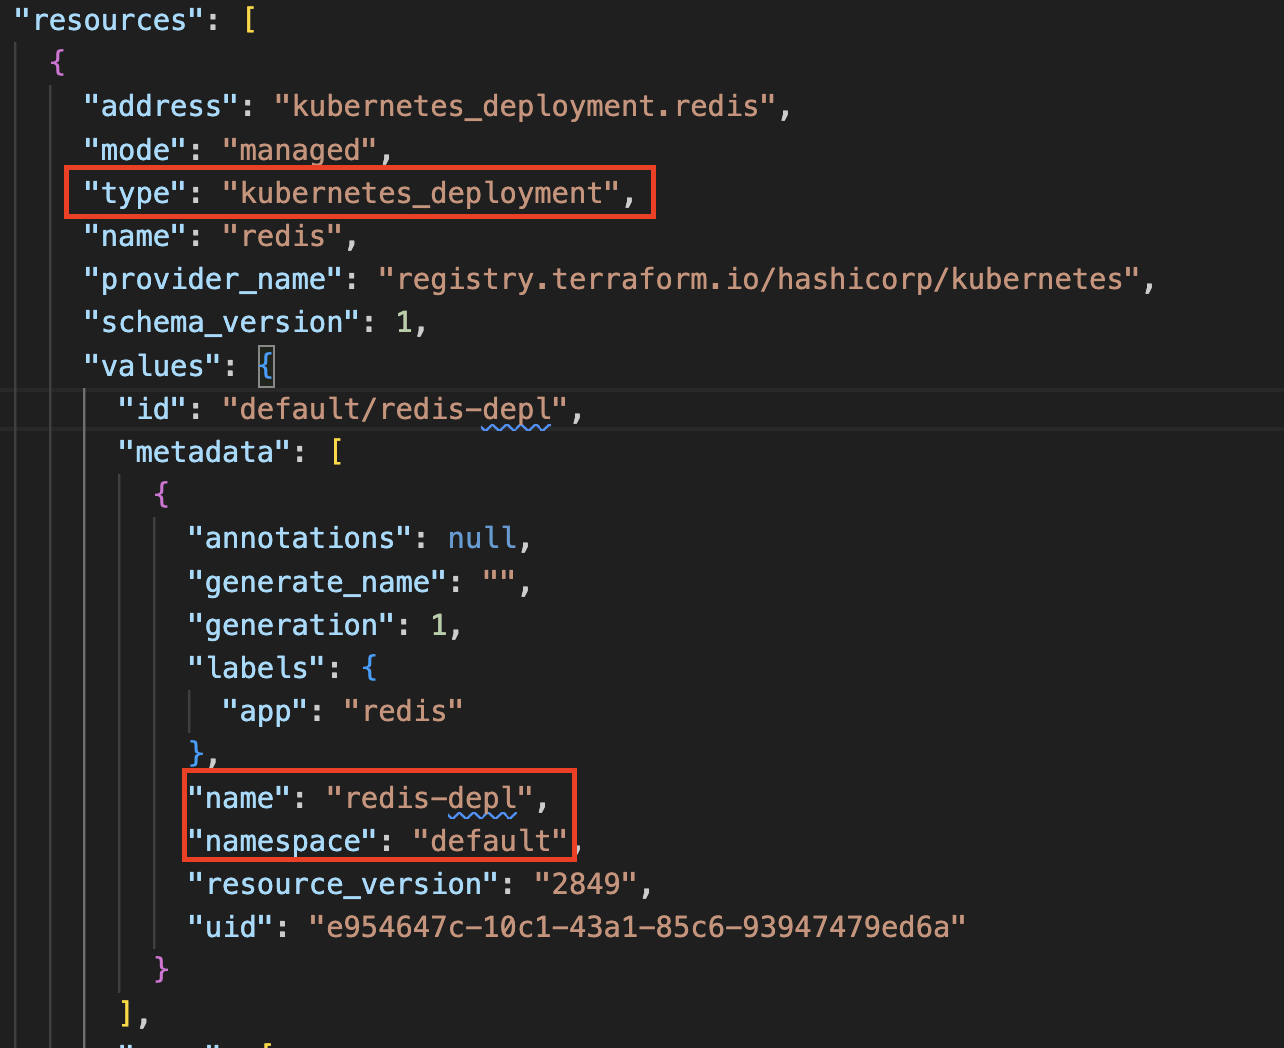 "resources": [
{
"address": "kubernetes_deployment.redis",
"mode": "managed",
"type": "kubernetes_deployment",
"name": "redis",
"provider_name": "registry.terraform.io/hashicorp/kubernetes",
"schema_version": 1,
"values": {
"id": "default/redis-depl",
"metadata": [
{
"annotations": null,
"generate_name": "",
"generation": 1,
"labels": {
"app": "redis"
},
"name": "redis-depl",
"namespace": "default",
"resource_version": "2849",
"uid": "e954647c-10c1-43a1-85c6-93947479ed6a"
}
],